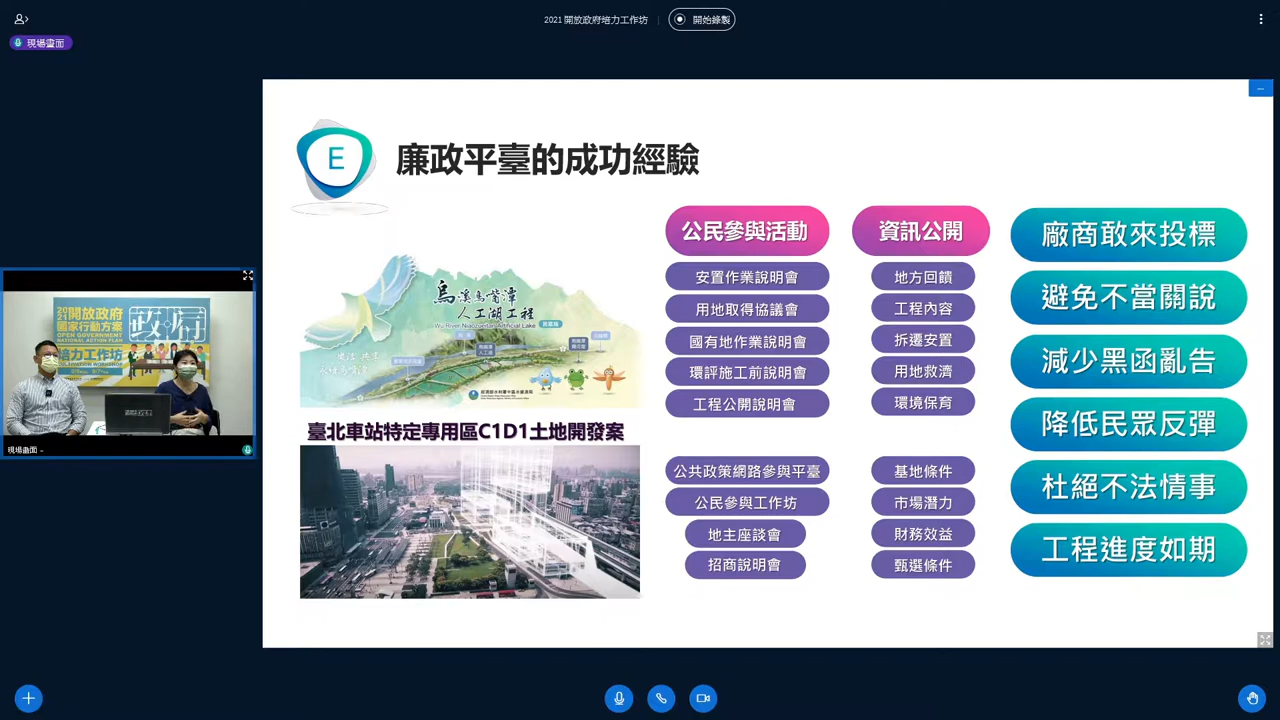 2021 開放政府培力工作坊
開始錄製
現場畫面
E
廉政平臺的成功經驗
烏溪鳥嘴潭
人工湖工程
Wu River Niaozuitan Artificial Lake
公民參與活動
安置作業說明會
用地取得協議會
國有地作業說明會
環評施工前說明會
工程公開說明會
資訊公開
地方回饋
工程內容
拆遷安置
用地救濟
環境保育
廠商敢來投標
避免不當關說
減少黑函亂告
降低民眾反彈
杜絕不法情事
工程進度如期
臺北車站特定專用區C1D1土地開發案
公共政策網路參與平臺
公民參與工作坊
地主座談會
招商說明會
基地條件
市場潛力
財務效益
甄選條件
2021開放政府
國家行動方案
OPEN GOVERNMENT
NATIONAL ACTION PLAN
培力工作坊
現場畫面